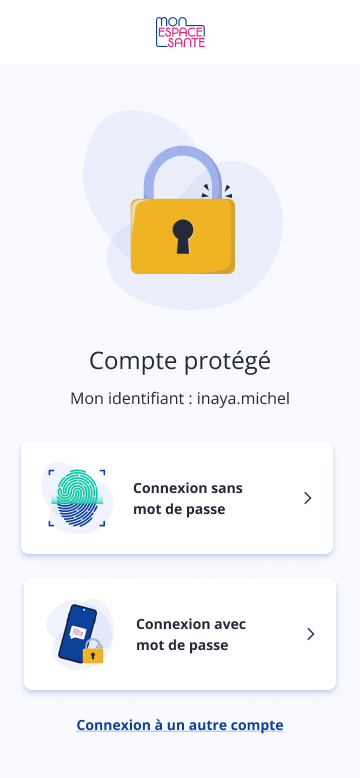 mon
ESPACE
SANTE
Compte protégé
Mon identifiant : inaya.michel
Connexion sans
mot de passe
Connexion avec
mot de passe
Connexion à un autre compte